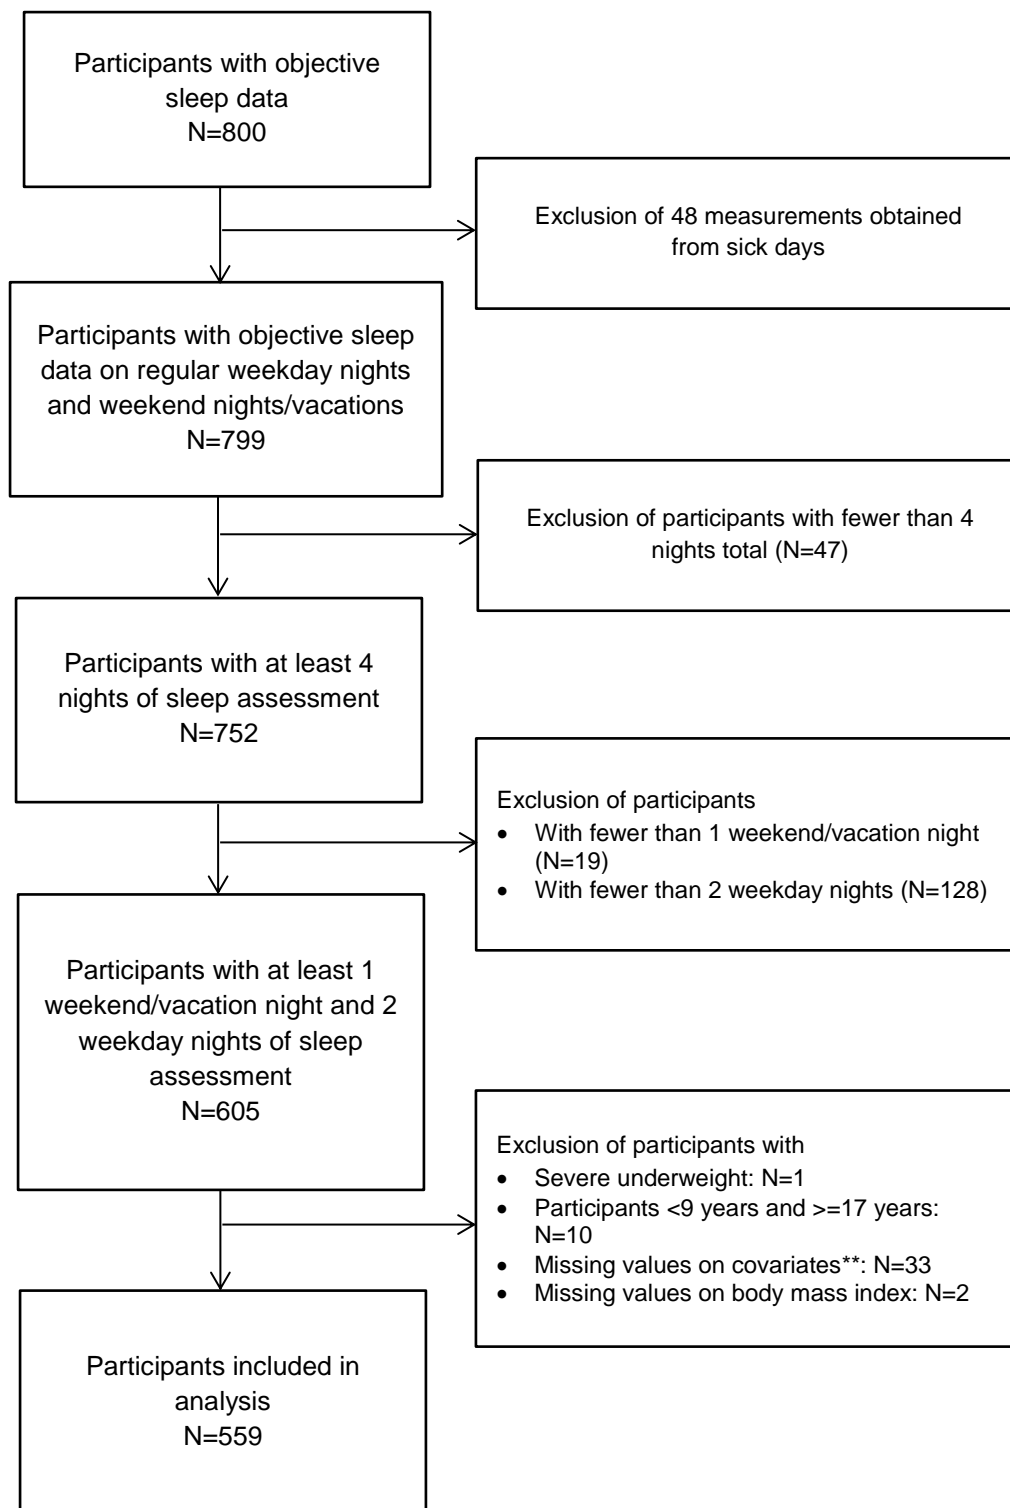 Participants with objective
sleep data
N=800
Exclusion of 48 measurements obtained
from sick days
Participants with objective sleep
data on regular weekday nights
and weekend nights/vacations
N=799
Exclusion of participants with fewer than 4
nights total (N=47)
Participants with at least 4
nights of sleep assessment
N=752
Exclusion of participants
• With fewer than 1 weekend/vacation night
(N=19)
• With fewer than 2 weekday nights (N=128)
Participants with at least 1
weekend/vacation night and 2
weekday nights of sleep
assessment
N=605
Exclusion of participants with
• Severe underweight: N=1
• Participants <9 years and >=17 years:
N=10
• Missing values on covariates**: N=33
• Missing values on body mass index: N=2
Participants included in
analysis
N=559